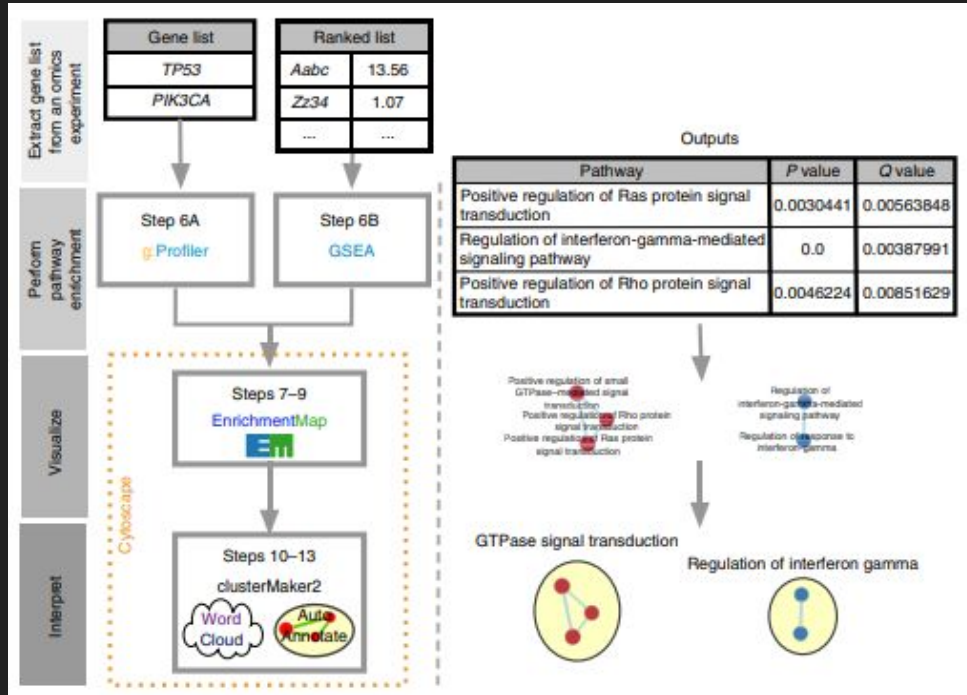 Extract gene list
from an omics
experiment
Gene list
TP53
PIK3CA
Ranked list
Aabc 13.56
Zz34 1.07
.... ...
Perform
pathway
enrichment
Step 6A
g:Profiler
Step 6B
GSEA
Visualize
Cytoscape
Steps 7–9
EnrichmentMap
EM
Interpret
Steps 10–13
clusterMaker2
Word
Cloud
Auto
Annotate
Outputs
Pathway P value Q value
Positive regulation of Ras protein signal
transduction 0.0030441 0.00563848
Regulation of interferon-gamma-mediated
signaling pathway 0.0 0.00387991
Positive regulation of Rho protein signal
transduction 0.0046224 0.00851629
Positive regulation of small
GTPase–mediated signal
transduction
Positive regulation of Rho protein
signal transduction
Positive regulation of Ras protein
signal transduction
Regulation of
interferon-gamma-mediated
signaling pathway
Regulation of response to
interferon-gamma
GTPase signal transduction
Regulation of interferon gamma